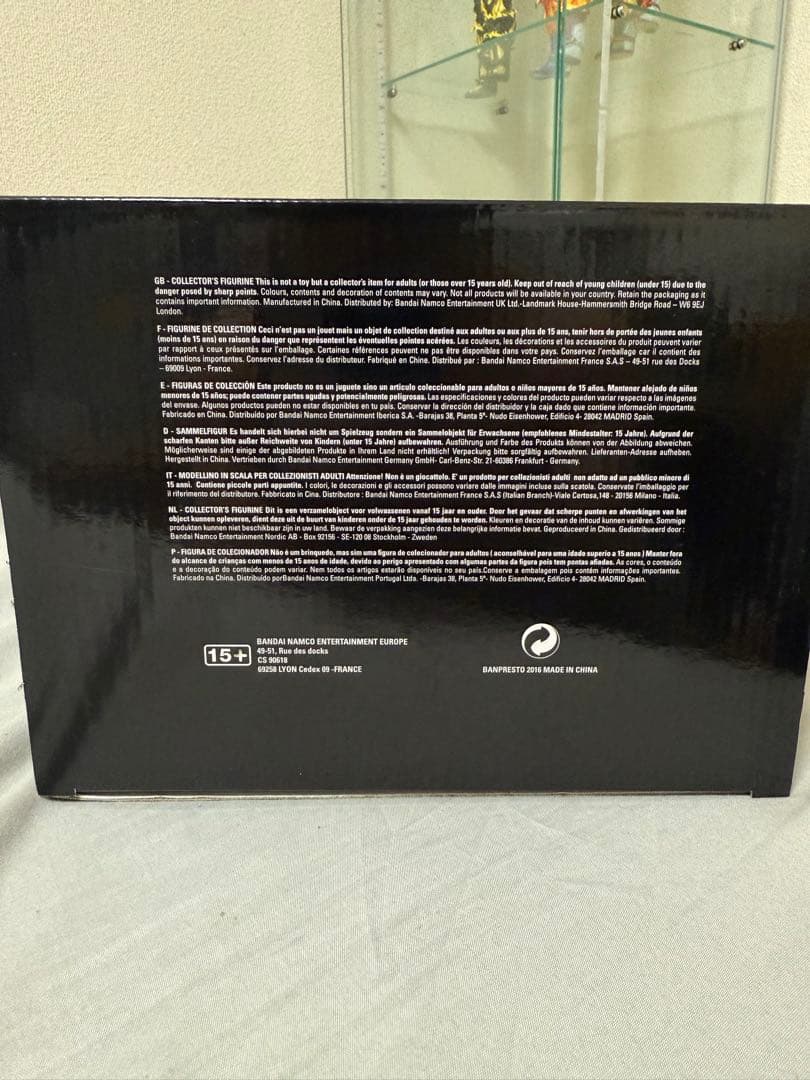 GB - COLLECTOR'S FIGURINE This is not a toy but a collector's item for adults (or those over 15 years old). Keep out of reach of young children (under 15) due to the
danger posed by sharp points. Colours, contents and decoration of contents may vary. Not all products will be available in your country. Retain the packaging as it
contains important information. Manufactured in China. Distributed by: Bandai Namco Entertainment UK Ltd.-Landmark House-Hammersmith Bridge Road – W6 9EJ
London.
F - FIGURINE DE COLLECTION Ceci n'est pas un jouet mais un objet de collection destiné aux adultes ou aux plus de 15 ans, tenir hors de portée des jeunes enfants
(moins de 15 ans) en raison du danger que représentent les éventuelles pointes acérées. Les couleurs, les décorations et les accessoires du produit peuvent varier
par rapport à ceux présentés sur l'emballage. Certaines références peuvent ne pas être disponibles dans votre pays. Conservez l'emballage car il contient des
informations importantes. Conservez l'adresse du distributeur. Fabriqué en Chine. Distribué par : Bandai Namco Entertainment France S.A.S – 49-51 rue des Docks
– 69009 Lyon - France.
E - FIGURAS DE COLECCIÓN Este producto no es un juguete sino un artículo coleccionable para adultos o niños mayores de 15 años. Mantener alejado de niños
menores de 15 años; puede contener partes agudas y potencialmente peligrosas. Las especificaciones y colores del producto pueden variar respecto a las imágenes
del envase. Algunos productos pueden no estar disponibles en tu país. Conservar la dirección del distribuidor y la caja dado que contiene información importante.
Fabricado en China. Distribuído por Bandai Namco Entertainment Iberica S.A. -Barajas 38, Planta 5ª- Nudo Eisenhower, Edificio 4- 28042 MADRID Spain.
D - SAMMELFIGUR Es handelt sich hierbei nicht um Spielzeug sondern ein Sammelobjekt für Erwachsene (empfohlenes Mindestalter: 15 Jahre). Aufgrund der
scharfen Kanten bitte außer Reichweite von Kindern (unter 15 Jahre) aufbewahren. Ausführung und Farbe des Produkts können von der Abbildung abweichen.
Möglicherweise sind einige der abgebildeten Produkte in Ihrem Land nicht erhältlich! Verpackung bitte sorgfältig aufbewahren. Lieferanten-Adresse aufheben.
Hergestellt in China. Vertrieben durch Bandai Namco Entertainment Germany GmbH- Carl-Benz-Str. 21-60386 Frankfurt - Germany.
IT - MODELLINO IN SCALA PER COLLEZIONISTI ADULTI Attenzione! Non è un giocattolo. E' un prodotto per collezionisti adulti non adatto ad un pubblico minore di
15 anni. Contiene piccole parti appuntite. I colori, le decorazioni e gli accessori possono variare dalle immagini incluse sulla scatola. Conservate l'imballaggio per
il riferimento del distributore. Fabbricato in Cina. Distributore : Bandai Namco Entertainment France S.A.S (Italian Branch)-Viale Certosa,148 - 20156 Milano - Italia.
NL - COLLECTOR'S FIGURINE Dit is een verzamelobject voor volwassenen vanaf 15 jaar en ouder. Door het gevaar dat scherpe punten en afwerkingen van het
object kunnen opleveren, dient deze uit de buurt van kinderen onder de 15 jaar gehouden te worden. Kleuren en decoratie van de inhoud kunnen variëren. Sommige
produkten kunnen niet beschikbaar zijn in uw land. Bewaar de verpakking aangezien deze belangrijke informatie bevat. Geproduceerd in China. Gedistribueerd door :
Bandai Namco Entertainment Nordic AB - Box 92156 - SE-120 08 Stockholm - Zweden
P - FIGURA DE COLECIONADOR Não é um brinquedo, mas sim uma figura de colecionador para adultos ( aconselhável para uma idade superior a 15 anos ) Manter fora
do alcance de crianças com menos de 15 anos de idade, devido ao perigo apresentado com algumas partes da figura pois tem pontas afiadas. As cores, o conteúdo
e a decoração do conteúdo podem variar. Nem todos os artigos estarão disponíveis no seu país.Conserve a embalagem pois contém informações importantes.
Fabricado na China. Distribuído porBandai Namco Entertainment Portugal Ltda. -Barajas 38, Planta 5ª- Nudo Eisenhower, Edificio 4- 28042 MADRID Spain.
15+
BANDAI NAMCO ENTERTAINMENT EUROPE
49-51, Rue des docks
CS 90618
69258 LYON Cedex 09 -FRANCE
BANPRESTO 2016 MADE IN CHINA